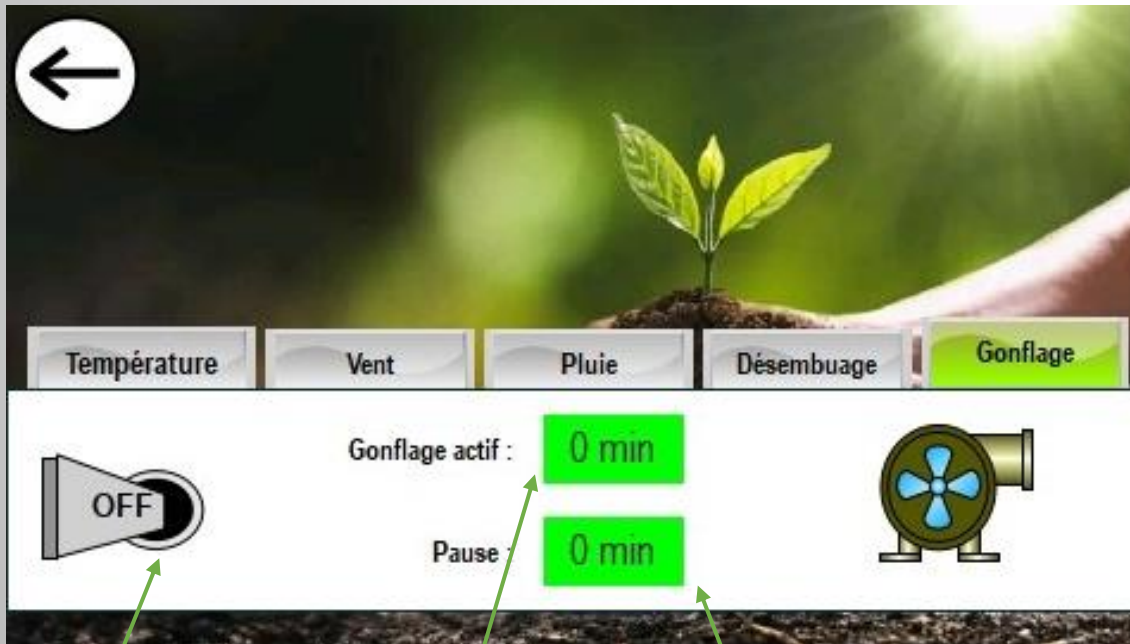 Température
Vent
Pluie
Désembuage
Gonflage
Gonflage actif :
0 min
OFF
Pause :
0 min